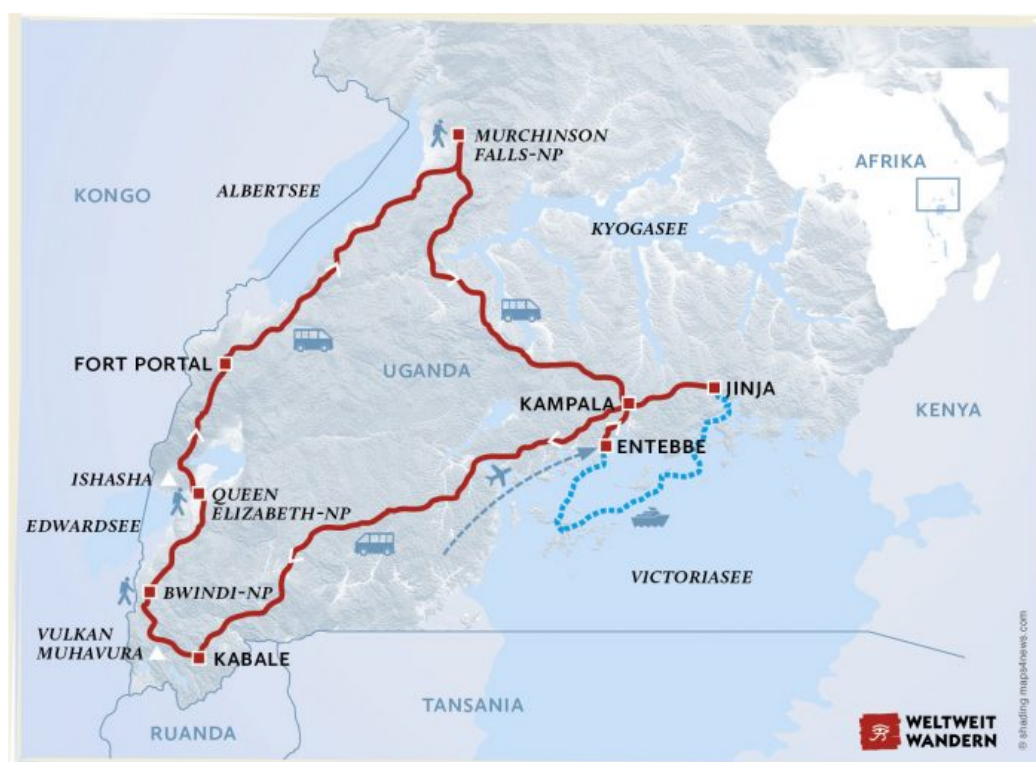 MURCHINSON
FALLS-NP
AFRIKA
KONGO
ALBERTSEE
KYOGASEE
FORT PORTAL
UGANDA
KAMPALA
JINJA
KENYA
ENTEBBE
ISHASHA
QUEEN
ELIZABETH-NP
EDWARDSEE
VICTORIASEE
BWINDI-NP
VULKAN
MUHAVURA
KABALE
TANSANIA
RUANDA
WELTWEIT
WANDERN
© shading maps4news.com